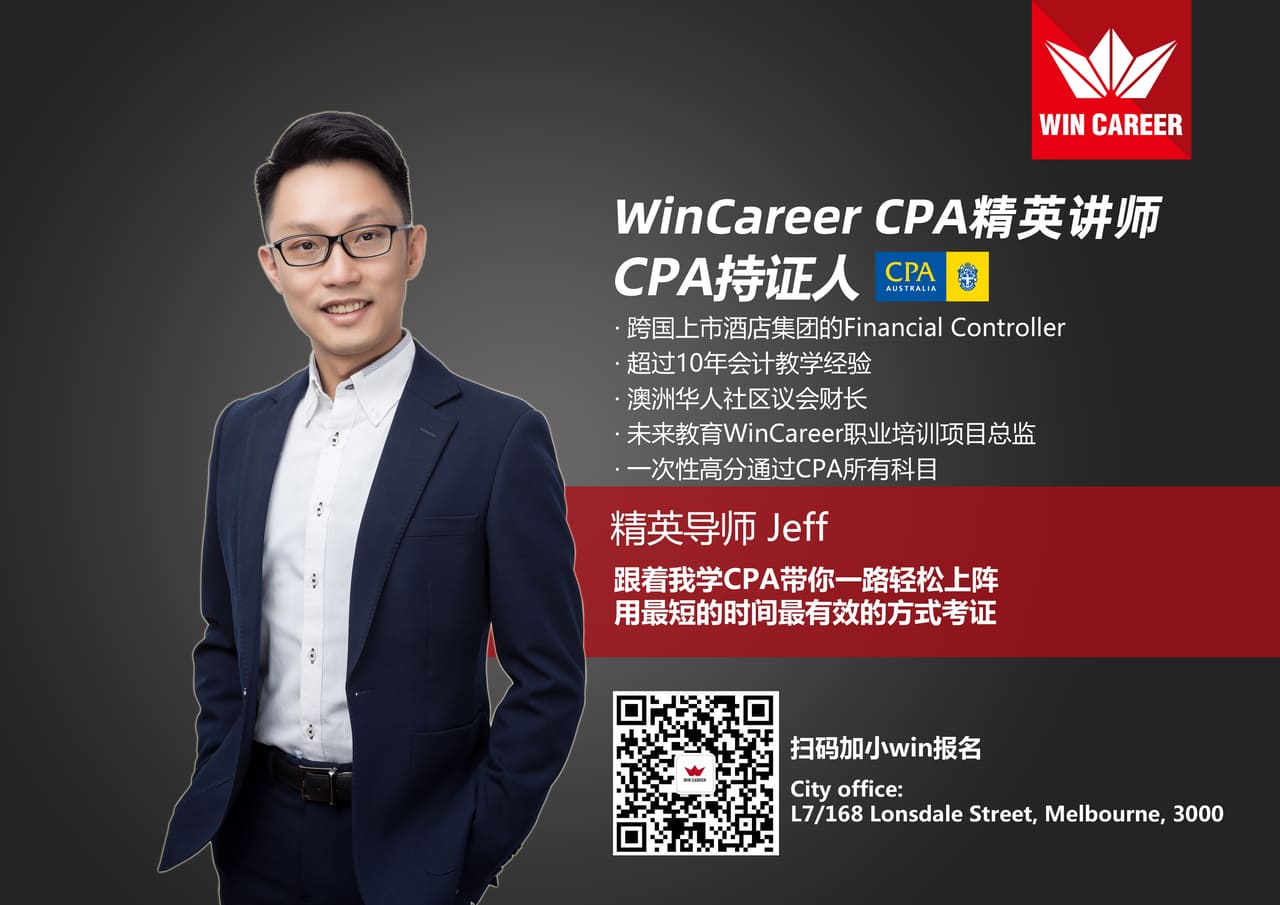 WIN CAREER
WinCareer CPA精英讲师
CPA持证人
CPA
AUSTRALIA
· 跨国上市酒店集团的Financial Controller
· 超过10年会计教学经验
· 澳洲华人社区议会财长
· 未来教育WinCareer职业培训项目总监
· 一次性高分通过CPA所有科目
精英导师 Jeff
跟着我学CPA带你一路轻松上阵
用最短的时间最有效的方式考证
WIN CAREER
扫码加小win报名
City office:
L7/168 Lonsdale Street, Melbourne, 3000